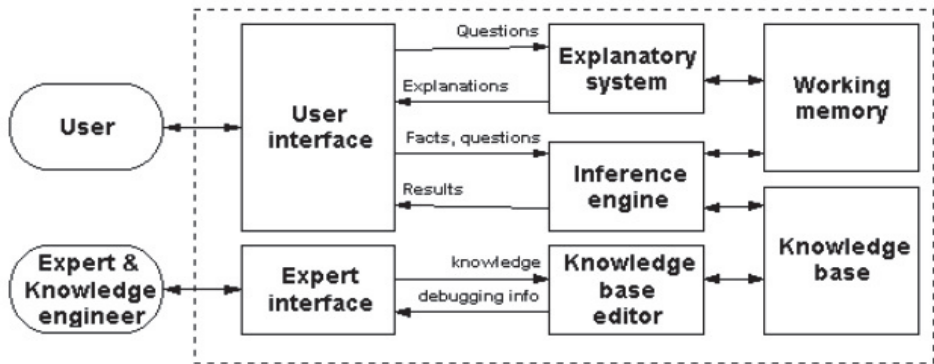 Questions
Explanatory
system
Explanations
Working
memory
User
User
interface
Facts, questions
Inference
engine
Results
Expert &
Knowledge
engineer
Expert
interface
knowledge
debugging info
Knowledge
base
editor
Knowledge
base